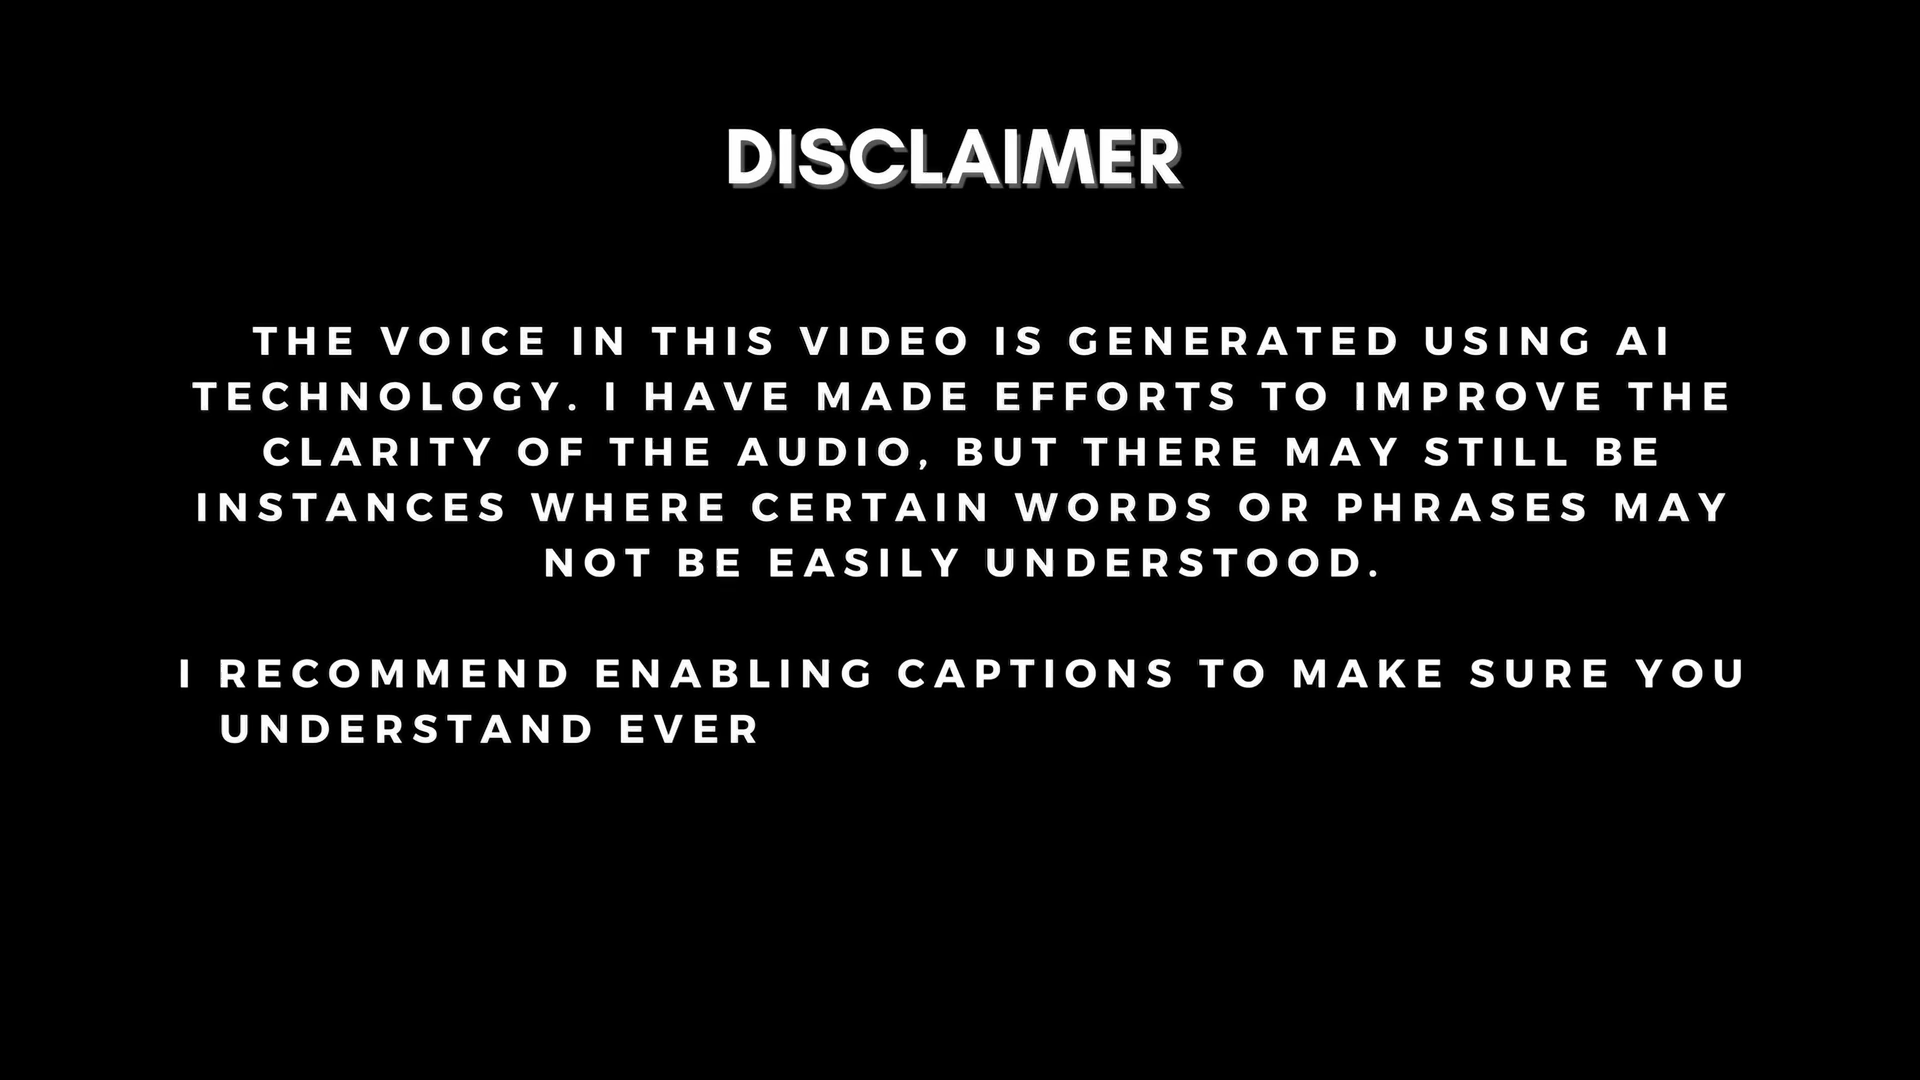 DISCLAIMER
THE VOICE IN THIS VIDEO IS GENERATED USING AI
TECHNOLOGY. I HAVE MADE EFFORTS TO IMPROVE THE
CLARITY OF THE AUDIO, BUT THERE MAY STILL BE
INSTANCES WHERE CERTAIN WORDS OR PHRASES MAY
NOT BE EASILY UNDERSTOOD.
I RECOMMEND ENABLING CAPTIONS TO MAKE SURE YOU
UNDERSTAND EVER